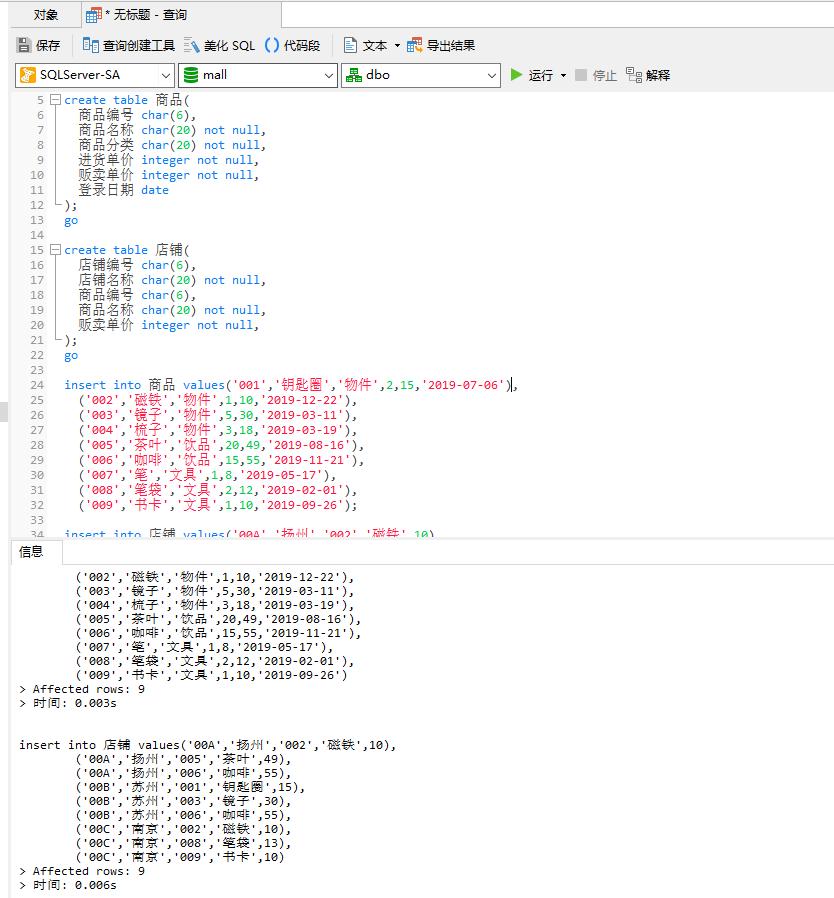 对象 * 无标题 - 查询
保存 查询创建工具 美化 SQL () 代码段 文本 导出结果
SQLServer-SA mall dbo 运行 停止 解释
5 create table 商品(
6 商品编号 char(6),
7 商品名称 char(20) not null,
8 商品分类 char(20) not null,
9 进货单价 integer not null,
10 贩卖单价 integer not null,
11 登录日期 date
12 );
13 go
14
15 create table 店铺(
16 店铺编号 char(6),
17 店铺名称 char(20) not null,
18 商品编号 char(6),
19 商品名称 char(20) not null,
20 贩卖单价 integer not null,
21 );
22 go
23
24 insert into 商品 values('001','钥匙圈','物件',2,15,'2019-07-06'),
25 ('002','磁铁','物件',1,10,'2019-12-22'),
26 ('003','镜子','物件',5,30,'2019-03-11'),
27 ('004','梳子','物件',3,18,'2019-03-19'),
28 ('005','茶叶','饮品',20,49,'2019-08-16'),
29 ('006','咖啡','饮品',15,55,'2019-11-21'),
30 ('007','笔','文具',1,8,'2019-05-17'),
31 ('008','笔袋','文具',2,12,'2019-02-01'),
32 ('009','书卡','文具',1,10,'2019-09-26');
33
34 insert into 店铺 values('00A','扬州','002','磁铁',10)
信息
('002','磁铁','物件',1,10,'2019-12-22'),
('003','镜子','物件',5,30,'2019-03-11'),
('004','梳子','物件',3,18,'2019-03-19'),
('005','茶叶','饮品',20,49,'2019-08-16'),
('006','咖啡','饮品',15,55,'2019-11-21'),
('007','笔','文具',1,8,'2019-05-17'),
('008','笔袋','文具',2,12,'2019-02-01'),
('009','书卡','文具',1,10,'2019-09-26')
> Affected rows: 9
> 时间: 0.003s
insert into 店铺 values('00A','扬州','002','磁铁',10),
('00A','扬州','005','茶叶',49),
('00A','扬州','006','咖啡',55),
('00B','苏州','001','钥匙圈',15),
('00B','苏州','003','镜子',30),
('00B','苏州','006','咖啡',55),
('00C','南京','002','磁铁',10),
('00C','南京','008','笔袋',13),
('00C','南京','009','书卡',10)
> Affected rows: 9
> 时间: 0.006s